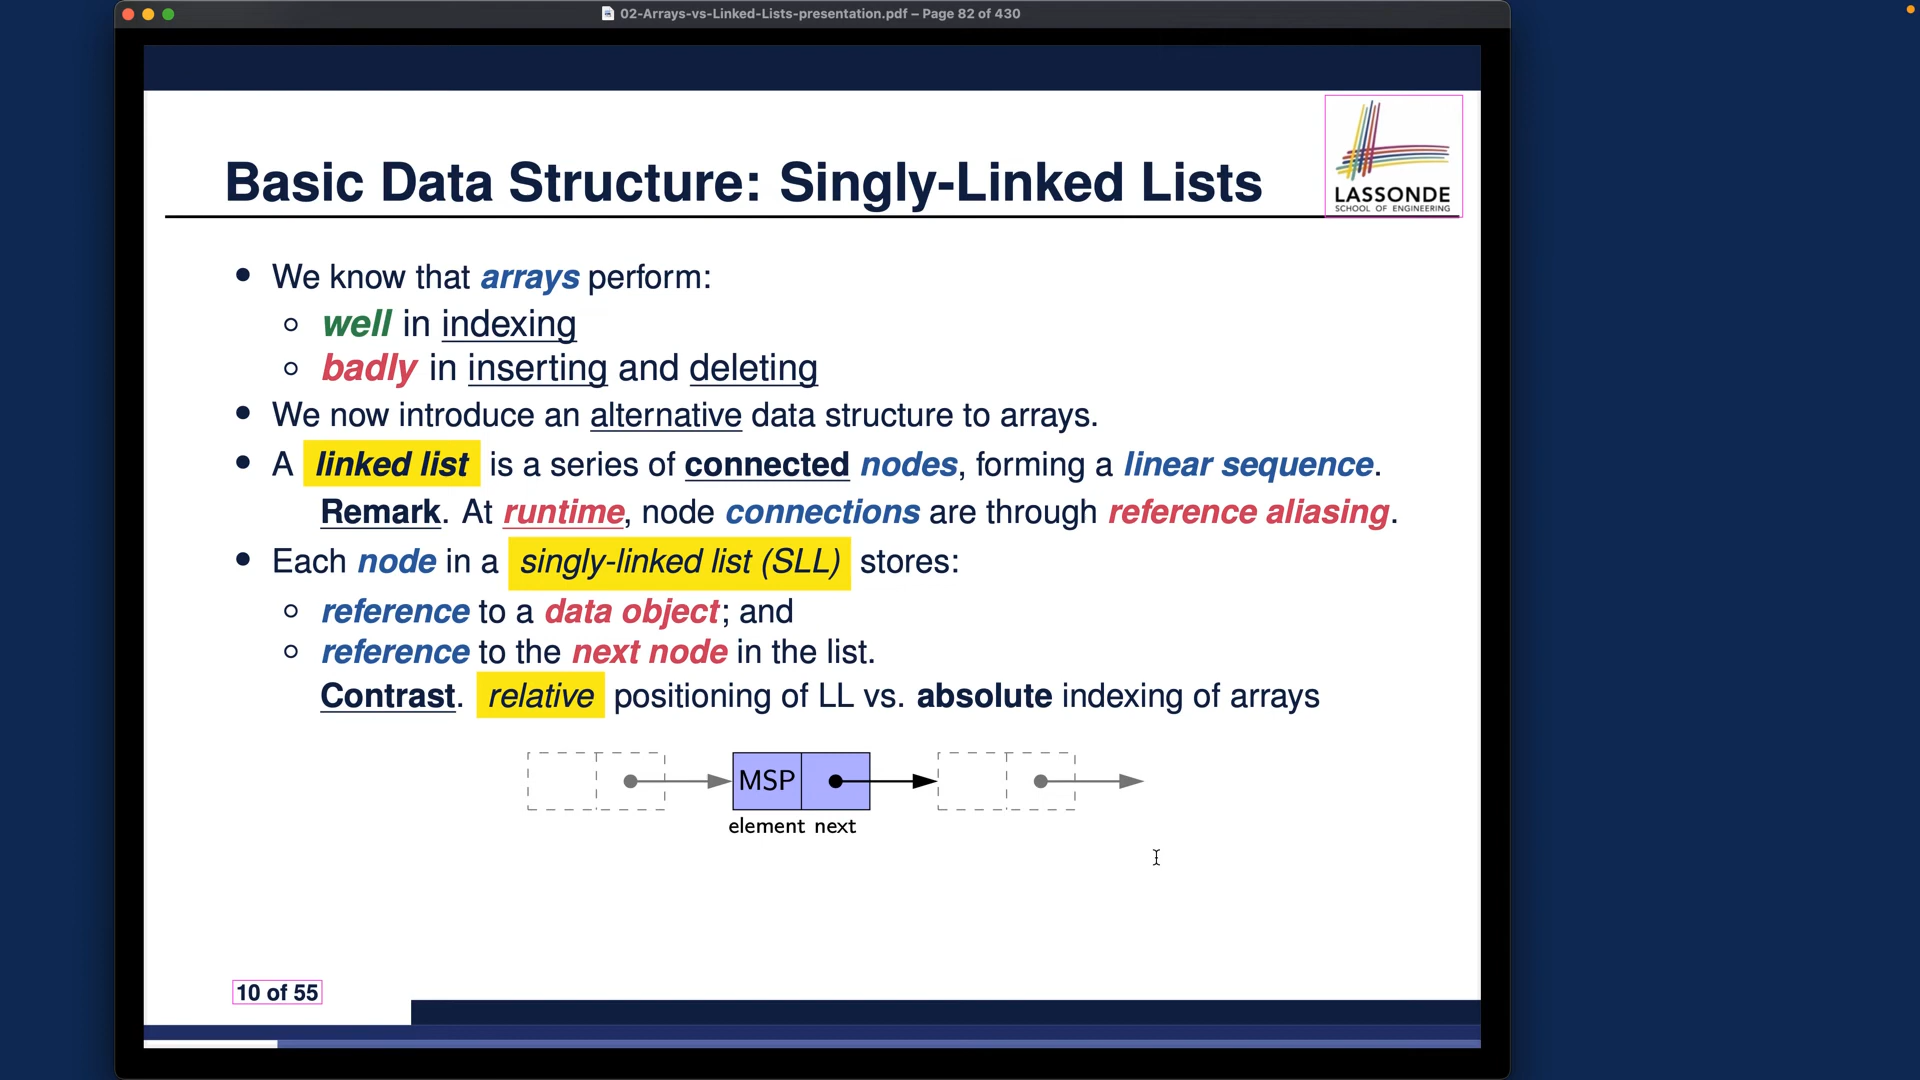 02-Arrays-vs-Linked-Lists-presentation.pdf – Page 82 of 430
Basic Data Structure: Singly-Linked Lists
LASSONDE
SCHOOL OF ENGINEERING
We know that arrays perform:
well in indexing
badly in inserting and deleting
We now introduce an alternative data structure to arrays.
A linked list is a series of connected nodes, forming a linear sequence.
Remark. At runtime, node connections are through reference aliasing.
Each node in a singly-linked list (SLL) stores:
reference to a data object; and
reference to the next node in the list.
Contrast. relative positioning of LL vs. absolute indexing of arrays
MSP
element next
10 of 55